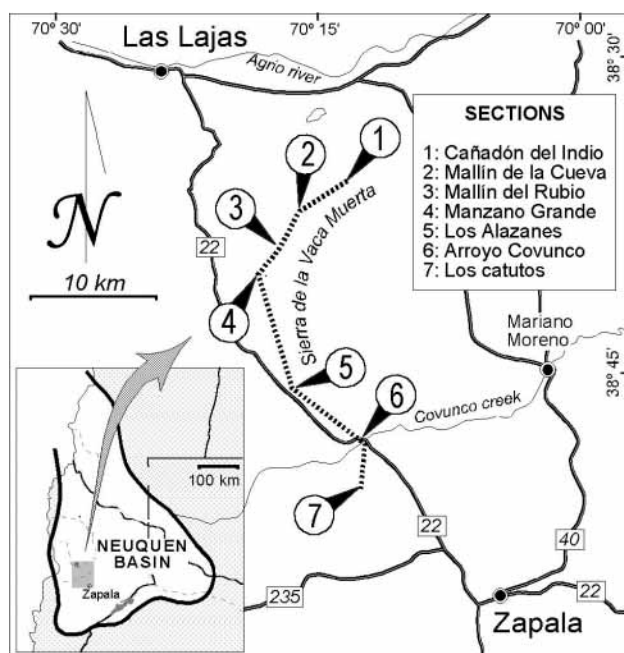 70º 30'
70º 15'
70º 00'
38º 30'
Las Lajas
Agrio river
SECTIONS
1: Cañadón del Indio
2: Mallín de la Cueva
3: Mallín del Rubio
4: Manzano Grande
5: Los Alazanes
6: Arroyo Covunco
7: Los catutos
1
2
3
4
5
6
7
N
10 km
22
Sierra de la Vaca Muerta
Mariano
Moreno
38º 45'
Covunco creek
100 km
NEUQUEN
BASIN
Zapala
22
40
235
22
Zapala